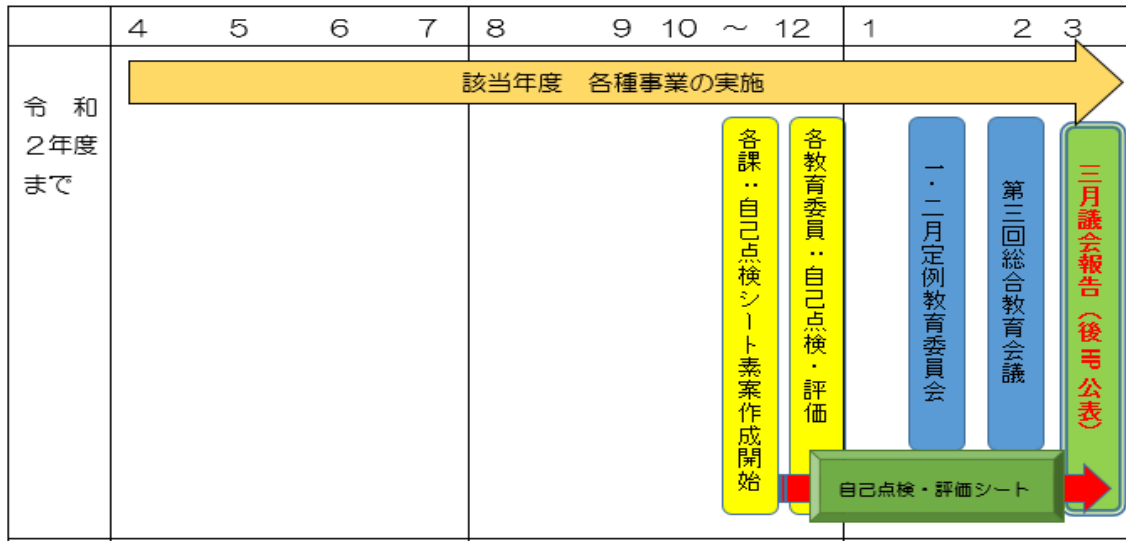 4 5 6 7 8 9 10 ～ 12 1 2 3
該当年度　各種事業の実施
令 和
２年度
まで
各課：自己点検シート素案作成開始
各教育委員：自己点検・評価
一・二月定例教育委員会
第三回総合教育会議
三月議会報告（後 HP 公表）
自己点検・評価シート